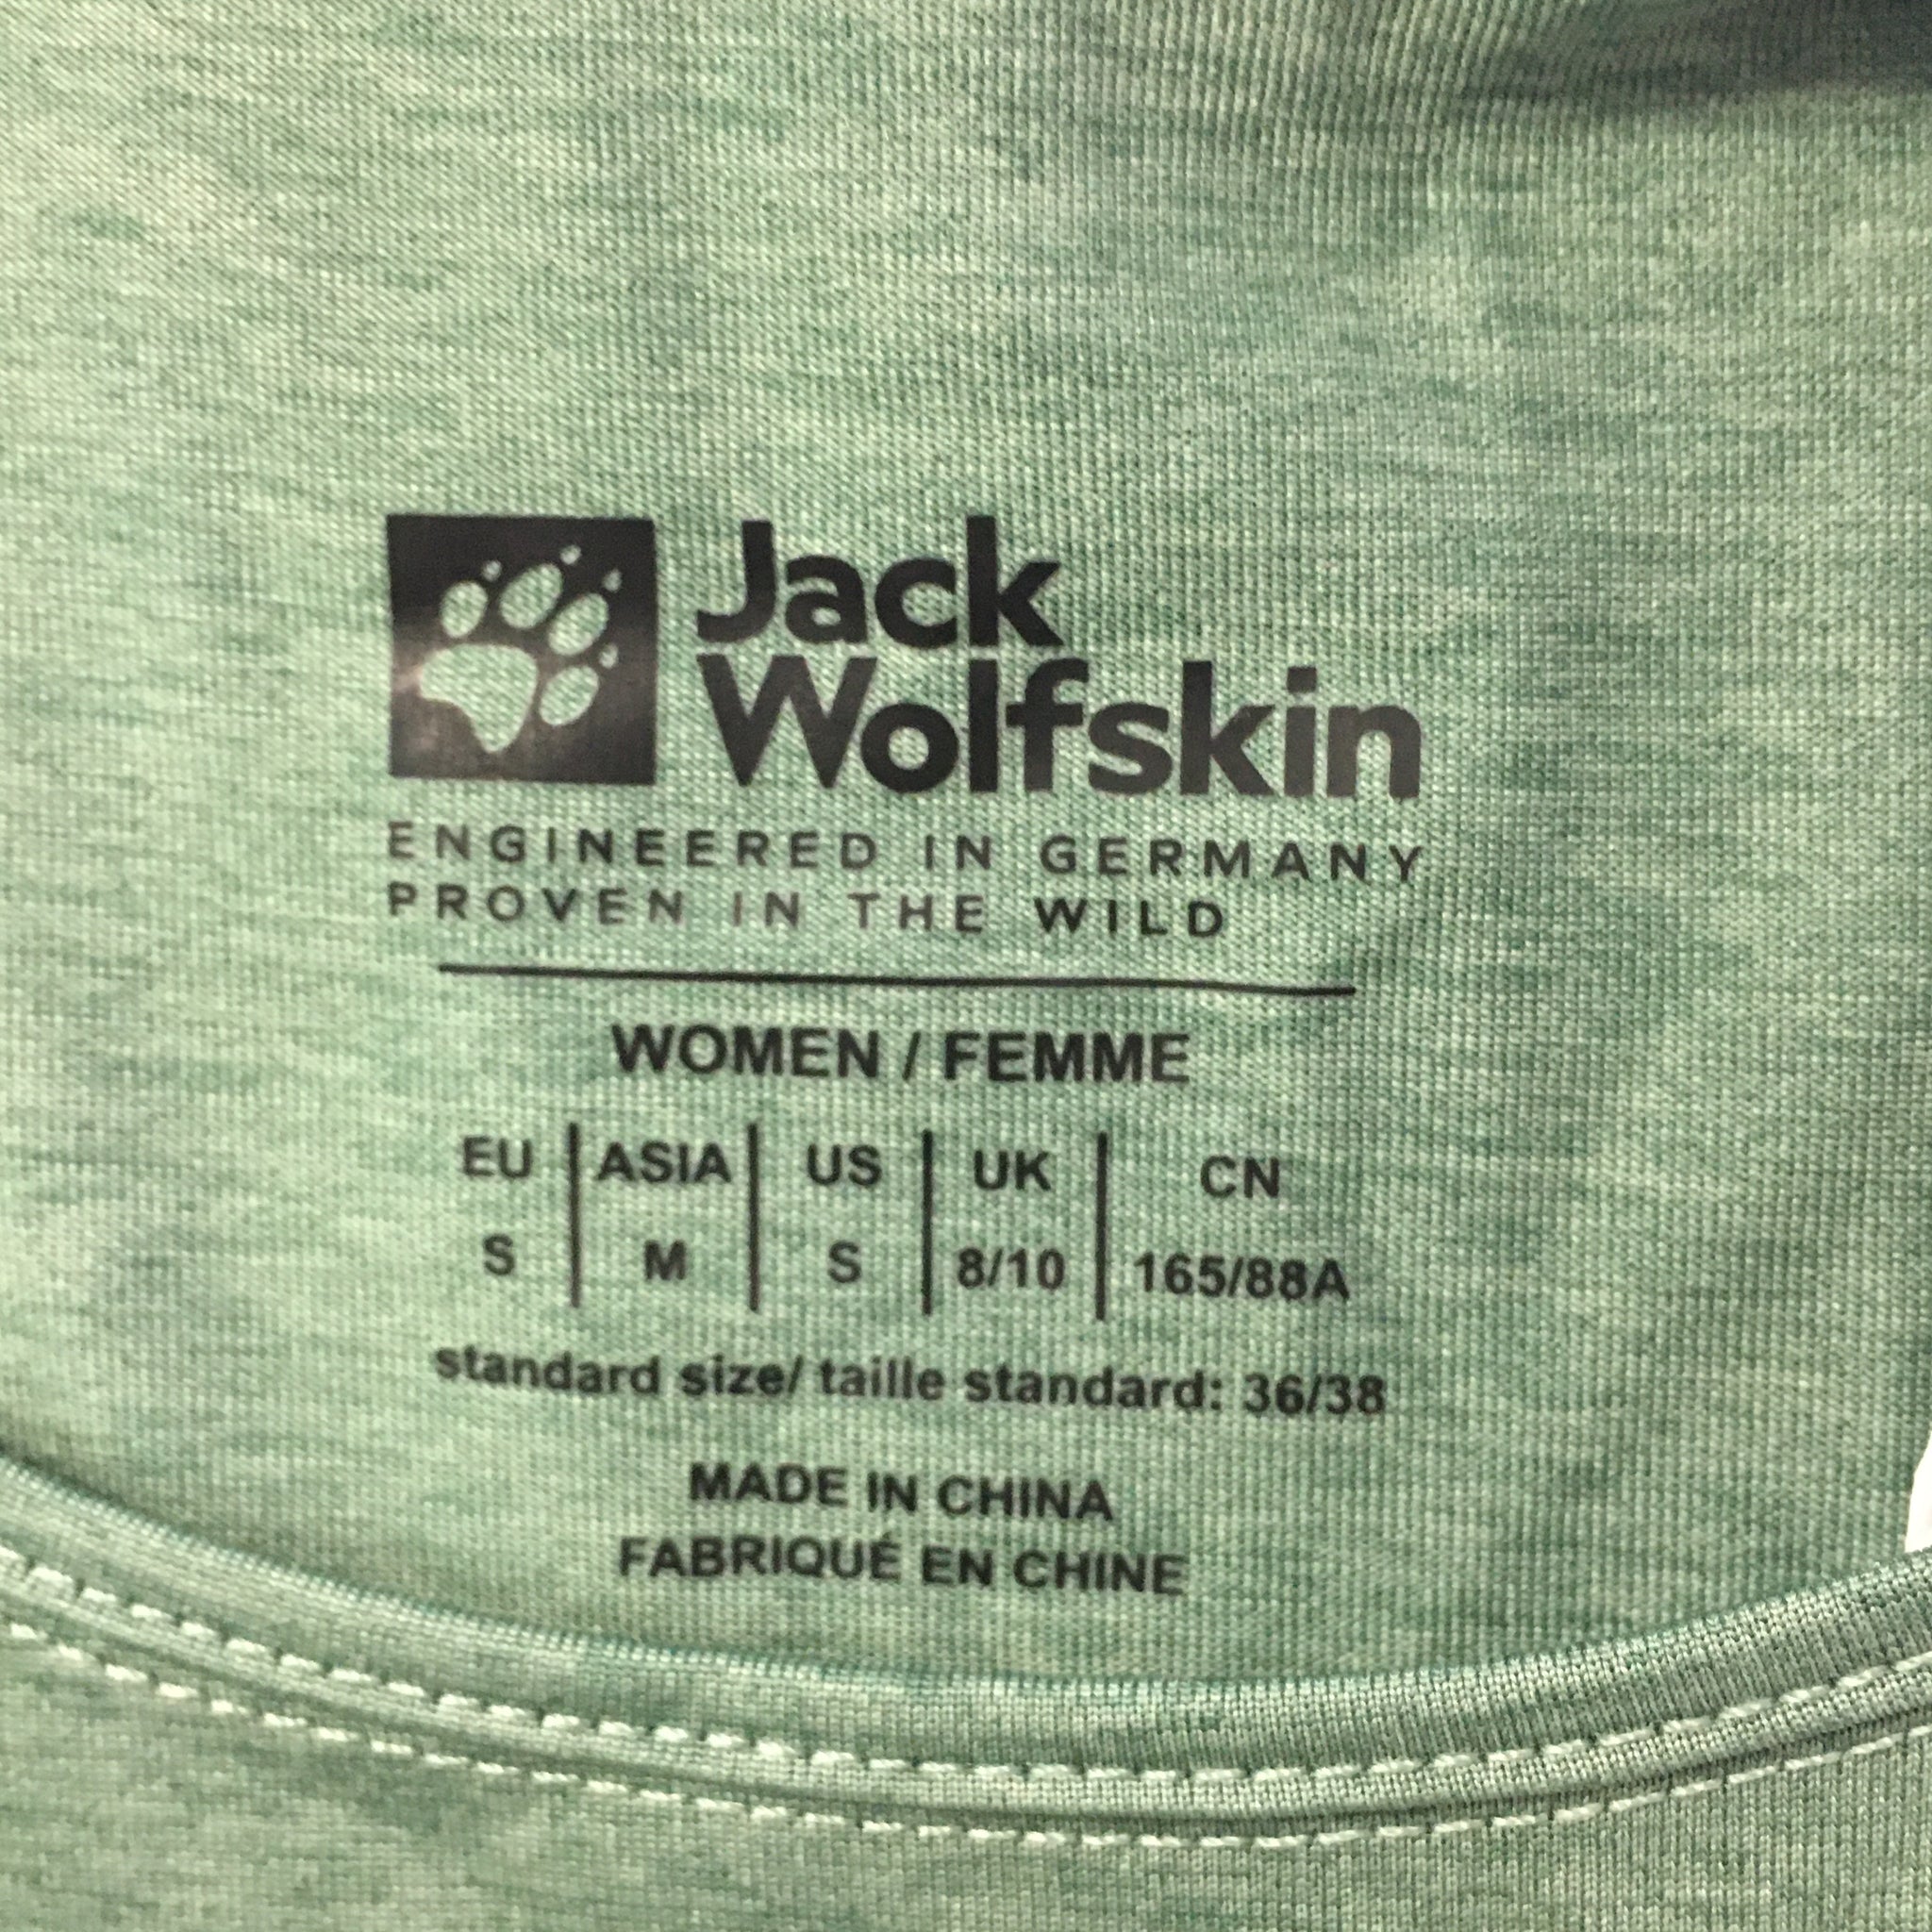 Jack
Wolfskin
ENGINEERED IN GERMANY
PROVEN IN THE WILD
WOMEN / FEMME
EU | ASIA | US | UK | CN
S | M | S | 8/10 | 165/88A
standard size/ taille standard: 36/38
MADE IN CHINA
FABRIQUÉ EN CHINE